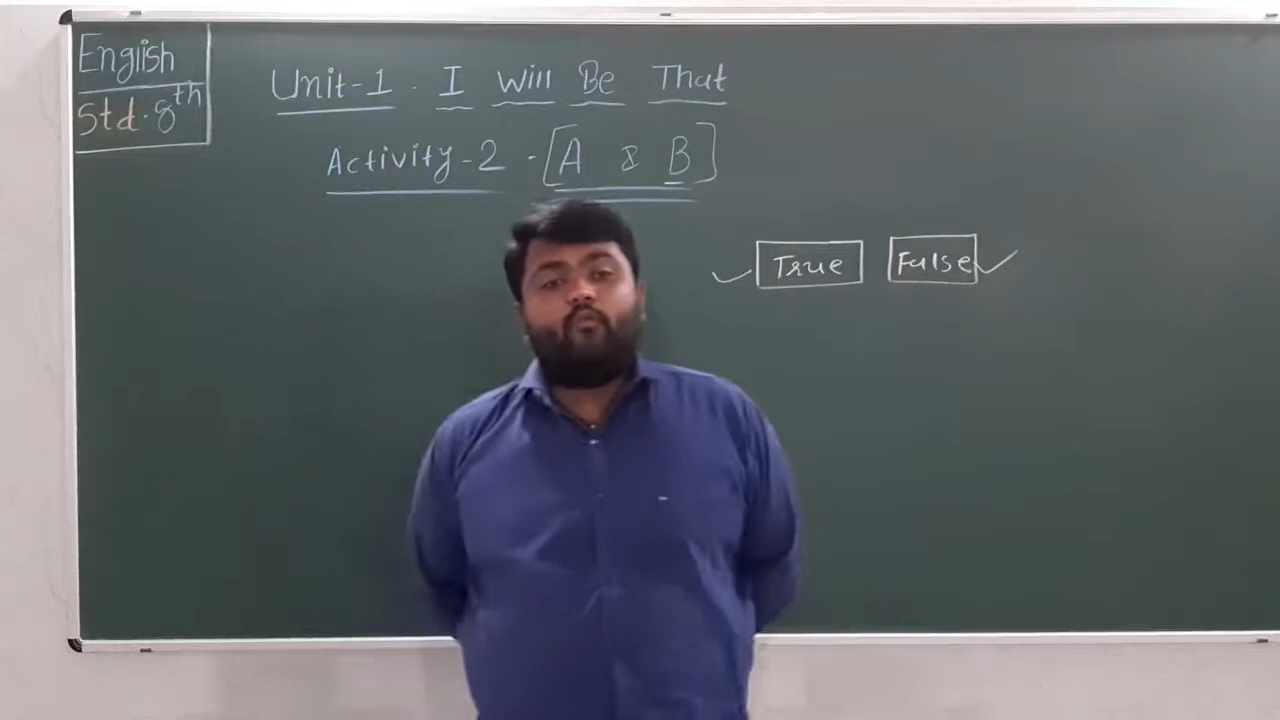 English
Std. 8th
Unit-1. I Will Be That
Activity-2 - [A & B]
True False